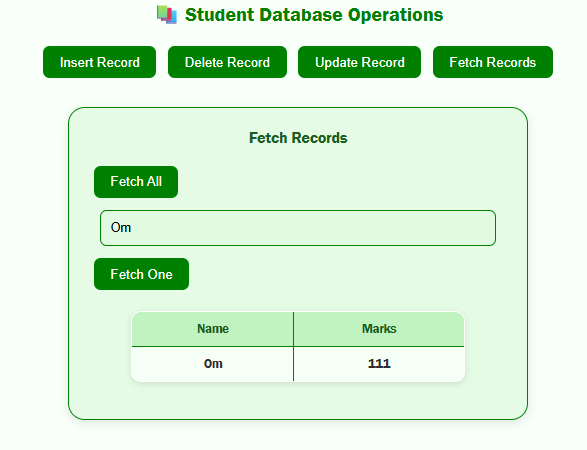 Student Database Operations
Insert Record Delete Record Update Record Fetch Records
Fetch Records
Fetch All
Om
Fetch One
Name Marks
Om 111